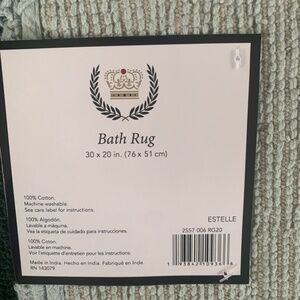 Bath Rug
30 x 20 in. (76 x 51 cm)
100% Cotton.
Machine washable.
See care label for instructions.
100% Algodón.
Lavable a máquina.
Vea la etiqueta de cuidado para instrucciones.
100% Coton.
Lavable en machine.
Voir l'etiquette d'entretien pour les instructions.
Made in India. Hecho en India. Fabriqué en Inde.
RN 143079
ESTELLE
2557 006 RG20